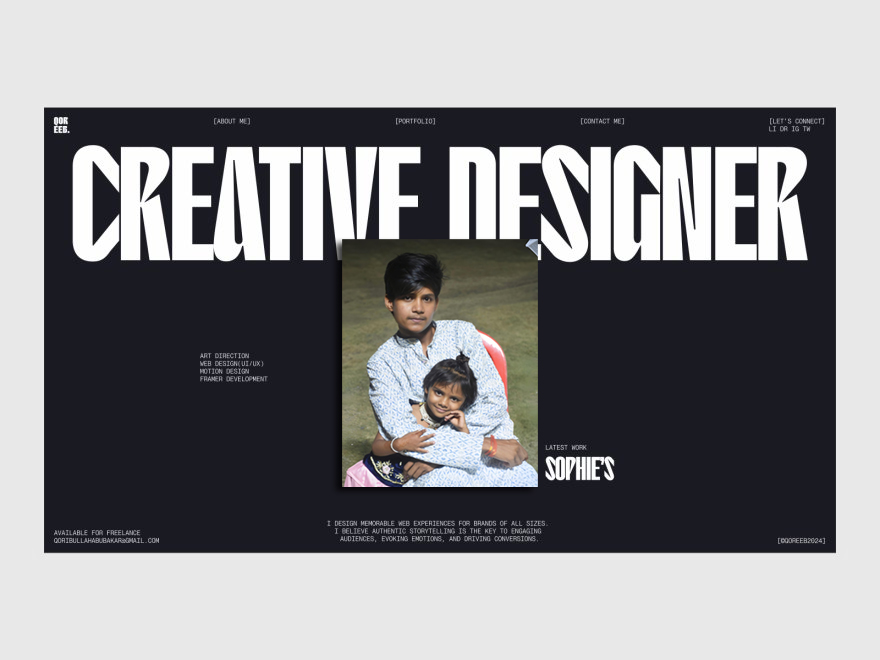 QOR
EEB.
[ABOUT ME]
[PORTFOLIO]
[CONTACT ME]
[LET'S CONNECT]
LI DR IG TW
CREATIVE DESIGNER
ART DIRECTION
WEB DESIGN(UI/UX)
MOTION DESIGN
FRAMER DEVELOPMENT
LATEST WORK
SOPHIE'S
I DESIGN MEMORABLE WEB EXPERIENCES FOR BRANDS OF ALL SIZES.
I BELIEVE AUTHENTIC STORYTELLING IS THE KEY TO ENGAGING
AUDIENCES, EVOKING EMOTIONS, AND DRIVING CONVERSIONS.
AVAILABLE FOR FREELANCE
QORIBULLAHABUBAKAR@GMAIL.COM
[©QOREEB2024]